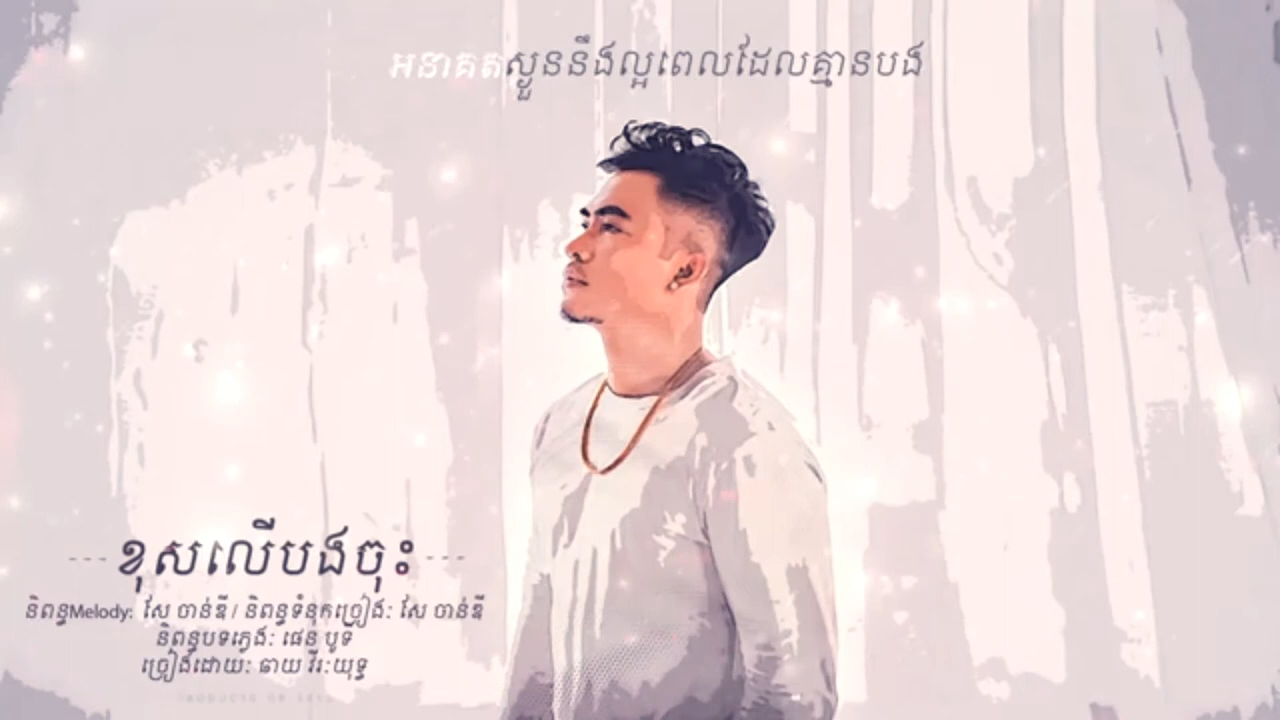 អនាគតស្ងួននឹងល្អពេលដែលគ្មានបង
--- ខុសលើបងចុះ ---
និពន្ធMelody: សែ ចាន់ឌី / និពន្ធទំនុកច្រៀង: សែ ចាន់ឌី
និពន្ធបទភ្លេង: ផេន ប៊ូទី
ច្រៀងដោយ: ឆាយ វីរៈយុទ្ធ